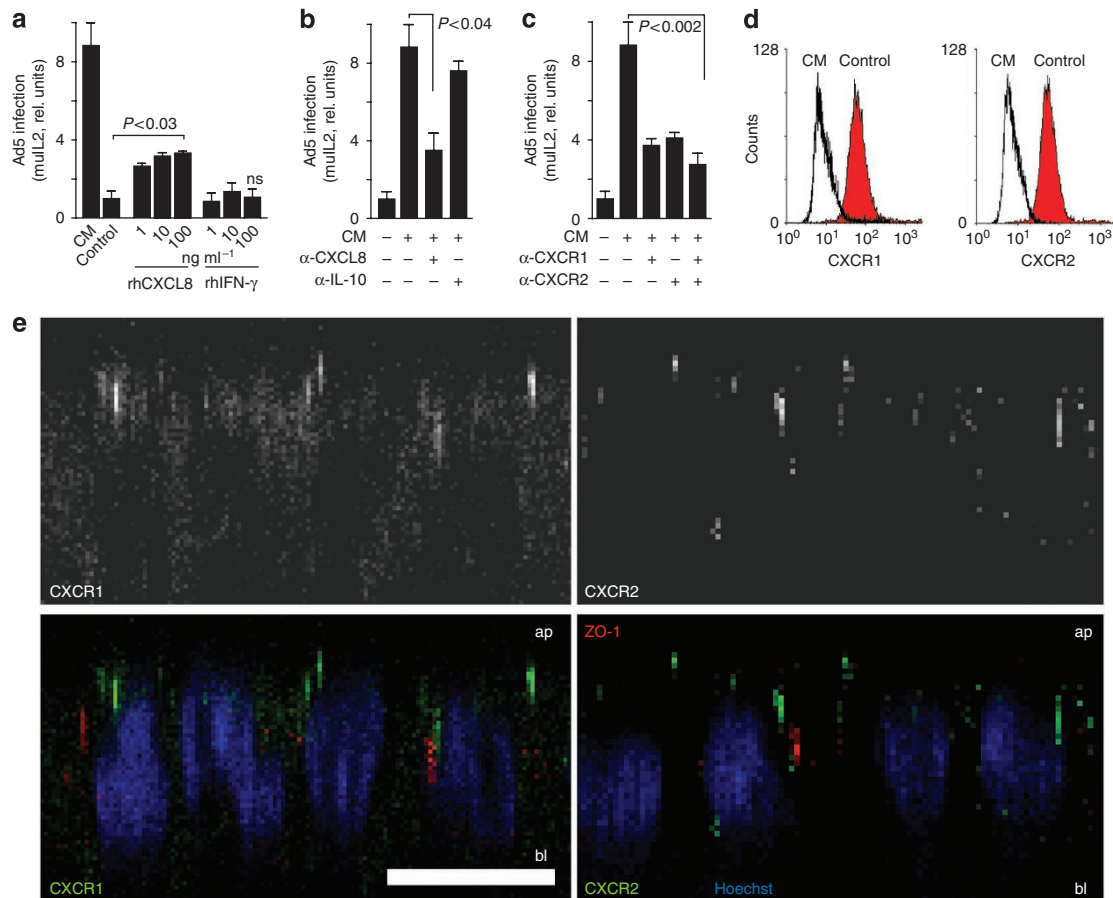 a
Ad5 infection
(muIL2, rel. units)
8
4
0
P<0.03
ns
CM
Control
1
10
100
1
10
100
ng ml⁻¹
rhCXCL8
rhIFN-γ
b
Ad5 infection
(muIL2, rel. units)
8
4
0
P<0.04
CM – + + +
α-CXCL8 – – + –
α-IL-10 – – – +
c
Ad5 infection
(muIL2, rel. units)
8
4
0
P<0.002
CM – + + + +
α-CXCR1 – – + – +
α-CXCR2 – – – + +
d
128
CM Control
Counts
0
10⁰ 10¹ 10² 10³
CXCR1
128
CM Control
0
10⁰ 10¹ 10² 10³
CXCR2
e
CXCR1
CXCR2
ap
bl
CXCR1
ZO-1
ap
CXCR2
Hoechst
bl